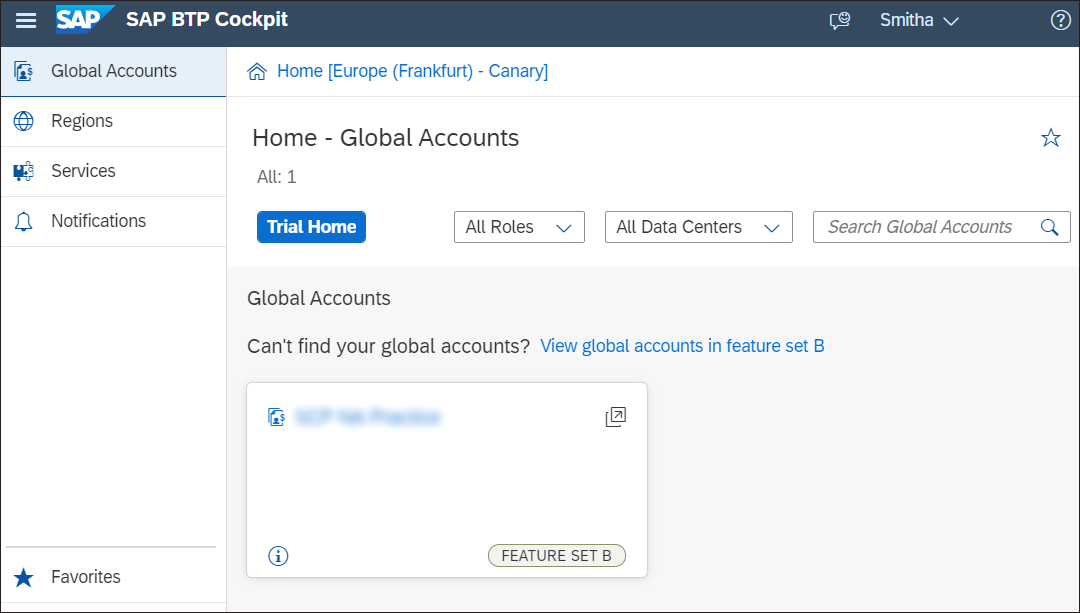 SAP SAP BTP Cockpit
Smitha
Global Accounts
Regions
Services
Notifications
Favorites
Home [Europe (Frankfurt) - Canary]
Home - Global Accounts
All: 1
Trial Home
All Roles
All Data Centers
Search Global Accounts
Global Accounts
Can't find your global accounts? View global accounts in feature set B
FEATURE SET B